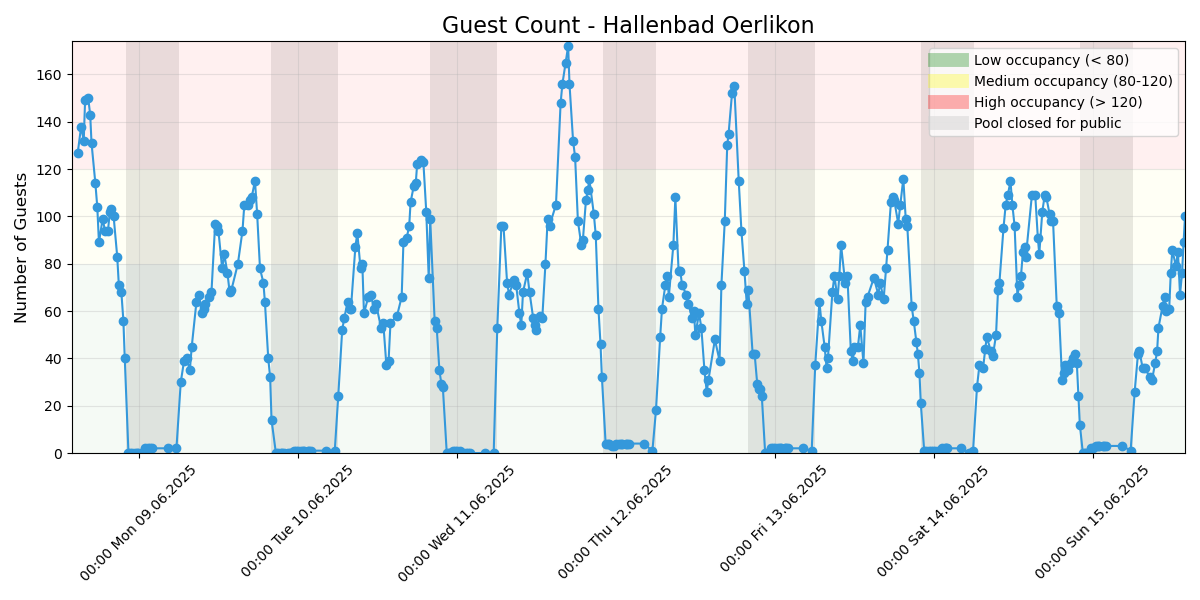 Guest Count - Hallenbad Oerlikon
Number of Guests
160
140
120
100
80
60
40
20
0
Low occupancy (< 80)
Medium occupancy (80-120)
High occupancy (> 120)
Pool closed for public
00:00 Mon 09.06.2025
00:00 Tue 10.06.2025
00:00 Wed 11.06.2025
00:00 Thu 12.06.2025
00:00 Fri 13.06.2025
00:00 Sat 14.06.2025
00:00 Sun 15.06.2025